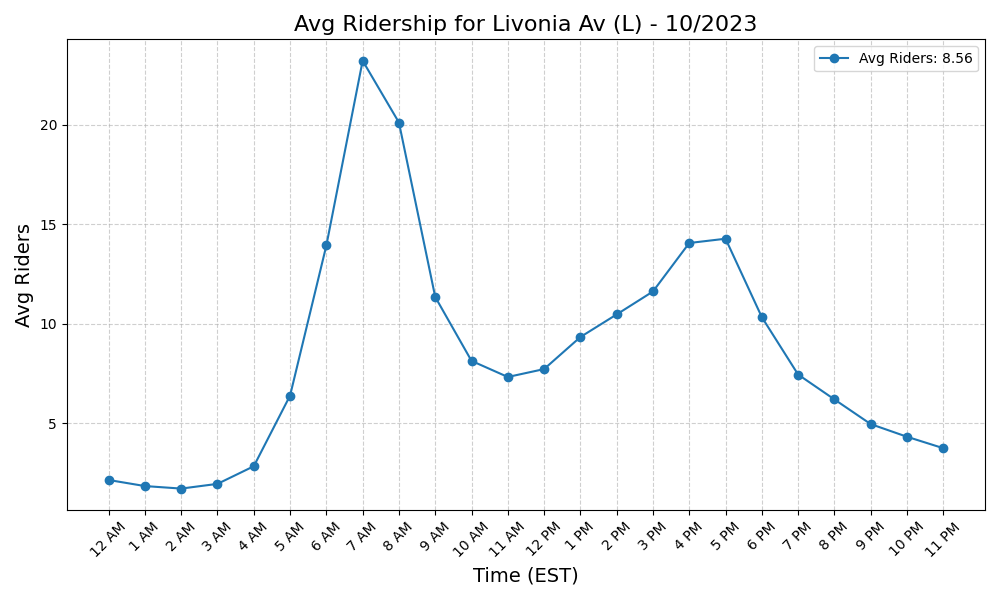 Avg Ridership for Livonia Av (L) - 10/2023
Avg Riders: 8.56
Avg Riders
20
15
10
5
12 AM
1 AM
2 AM
3 AM
4 AM
5 AM
6 AM
7 AM
8 AM
9 AM
10 AM
11 AM
12 PM
1 PM
2 PM
3 PM
4 PM
5 PM
6 PM
7 PM
8 PM
9 PM
10 PM
11 PM
Time (EST)